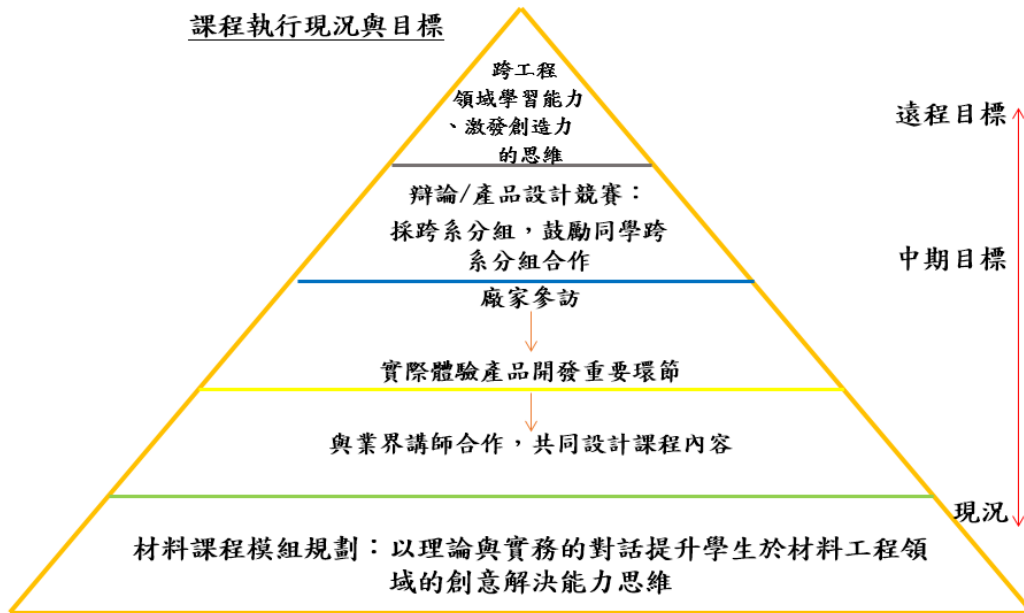 課程執行現況與目標
跨工程
領域學習能力
、激發創造力
的思維
遠程目標
辯論/產品設計競賽：
採跨系分組，鼓勵同學跨
系分組合作
中期目標
廠家參訪
實際體驗產品開發重要環節
與業界講師合作，共同設計課程內容
現況
材料課程模組規劃：以理論與實務的對話提升學生於材料工程領
域的創意解決能力思維